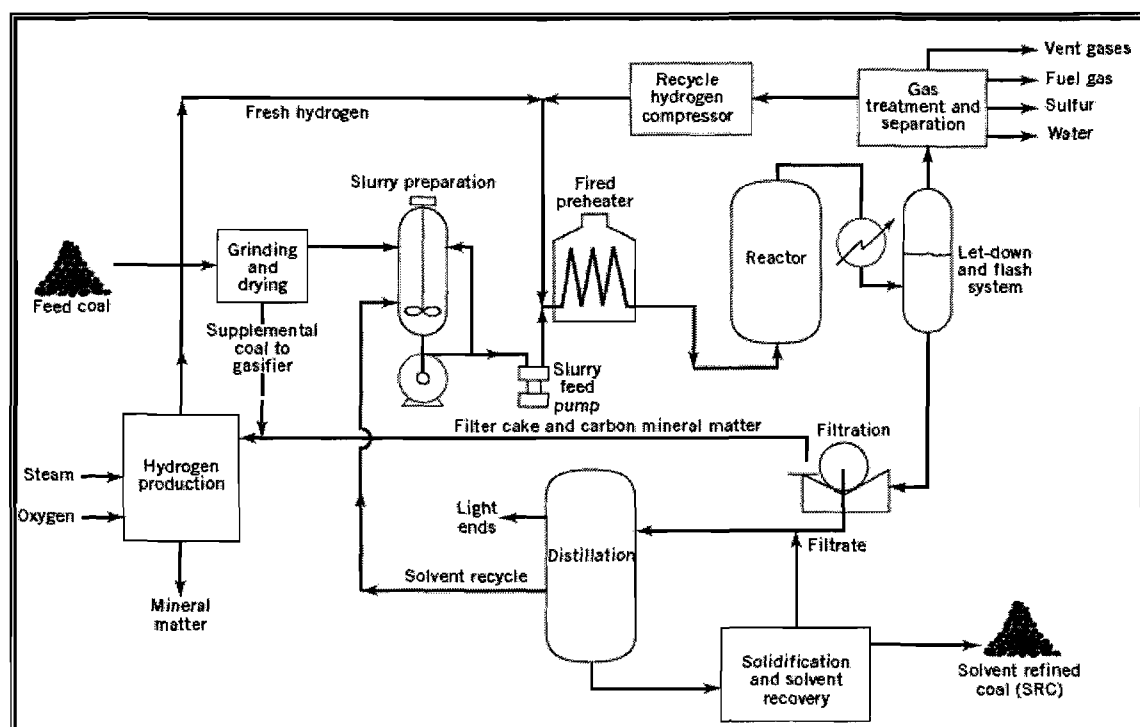 Vent gases
Recycle
hydrogen
compressor
Gas
treatment and
separation
Fuel gas
Sulfur
Water
Fresh hydrogen
Slurry preparation
Fired
preheater
Grinding
and
drying
Reactor
Let-down
and flash
system
Feed coal
Supplemental
coal to
gasifier
Slurry
feed
pump
Filter cake and carbon mineral matter
Filtration
Steam
Hydrogen
production
Oxygen
Light
ends
Distillation
Filtrate
Solvent recycle
Mineral
matter
Solidification
and solvent
recovery
Solvent refined
coal (SRC)